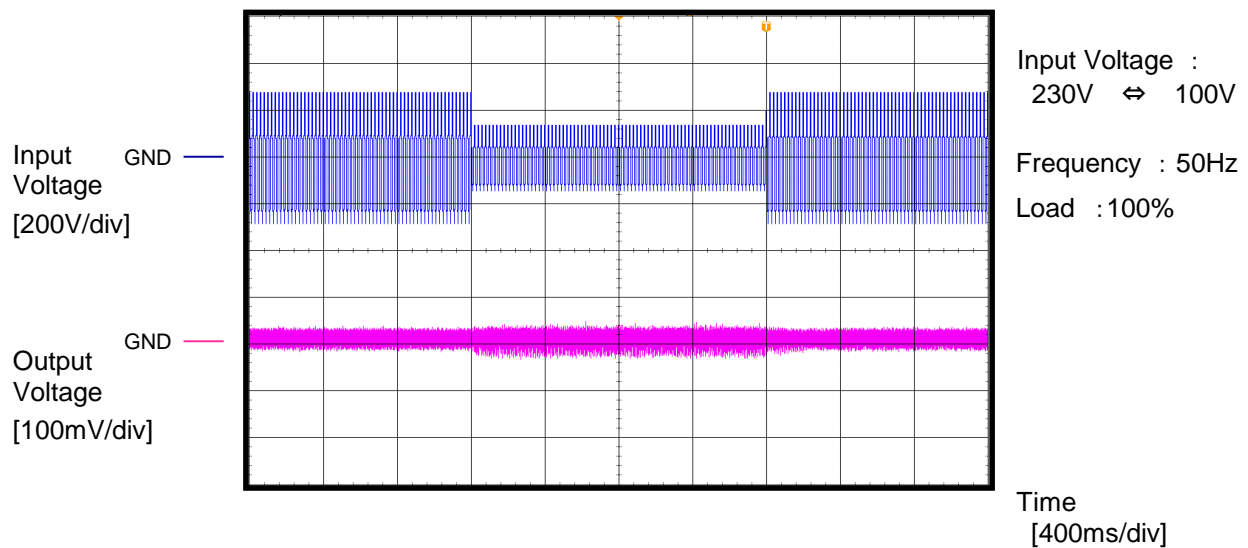 Input Voltage :
230V ⇔ 100V
Frequency : 50Hz
Load :100%
Input
Voltage
[200V/div]
GND
GND
Output
Voltage
[100mV/div]
T
Time
[400ms/div]